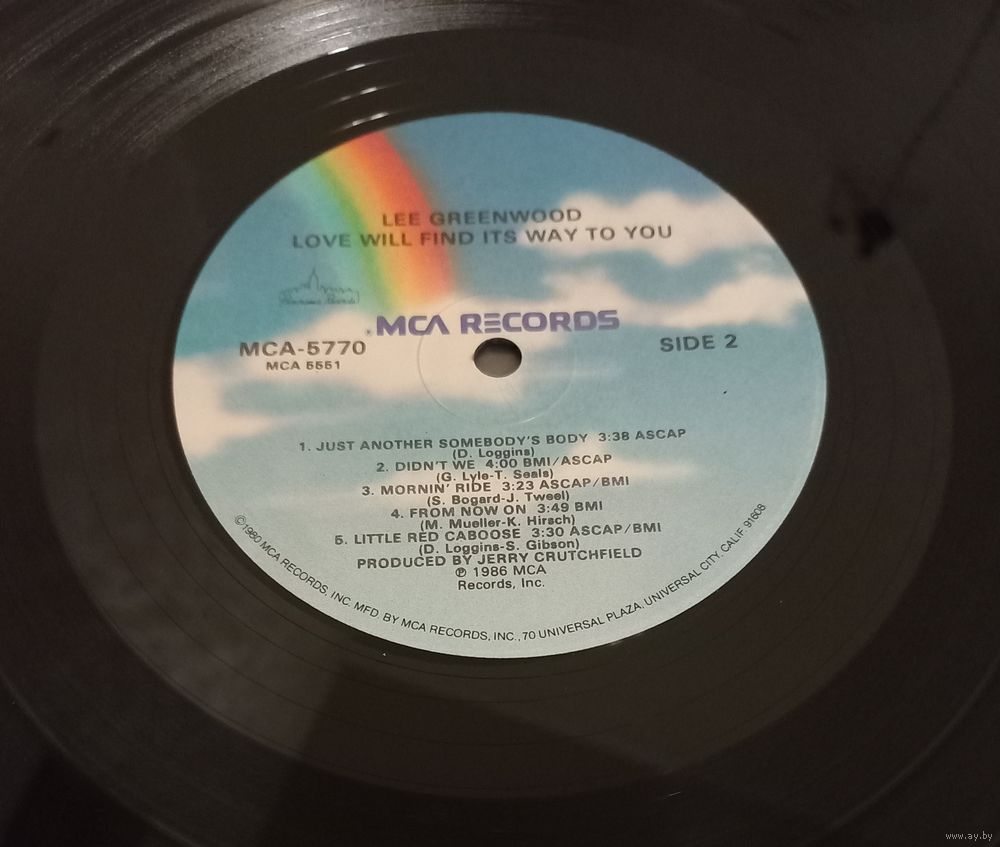 LEE GREENWOOD
LOVE WILL FIND ITS WAY TO YOU
MCA RECORDS
MCA-5770
SIDE 2
MCA 5551
1. JUST ANOTHER SOMEBODY'S BODY 3:38 ASCAP
(D. Loggins)
2. DIDN'T WE 4:00 BMI/ASCAP
(G. Lyle-T. Seals)
3. MORNIN' RIDE 3:23 ASCAP/BMI
(S. Bogard-J. Tweel)
4. FROM NOW ON 3:49 BMI
(M. Mueller-K. Hirsch)
5. LITTLE RED CABOOSE 3:30 ASCAP/BMI
(D. Loggins-S. Gibson)
PRODUCED BY JERRY CRUTCHFIELD
℗ 1986 MCA
Records, Inc.
©1980 MCA RECORDS, INC. MFD. BY MCA RECORDS, INC., 70 UNIVERSAL PLAZA, UNIVERSAL CITY, CALIF. 91608
www.ay.by